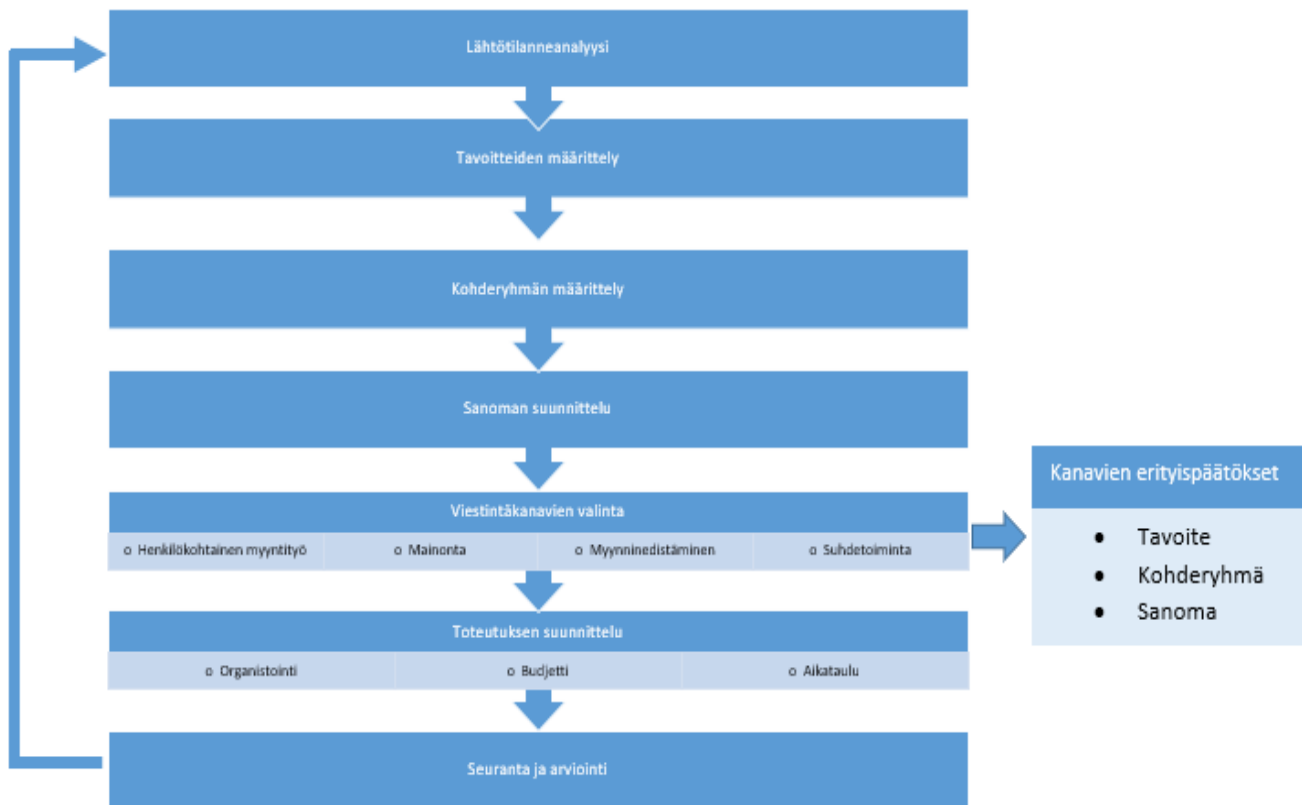 Lähtötilanneanalyysi
Tavoitteiden määrittely
Kohderyhmän määrittely
Sanoman suunnittelu
Viestintäkanavien valinta
o Henkilökohtainen myyntityö
o Mainonta
o Myynninedistäminen
o Suhdetoiminta
Kanavien erityispäätökset
• Tavoite
• Kohderyhmä
• Sanoma
Toteutuksen suunnittelu
o Organistointi
o Budjetti
o Aikataulu
Seuranta ja arviointi